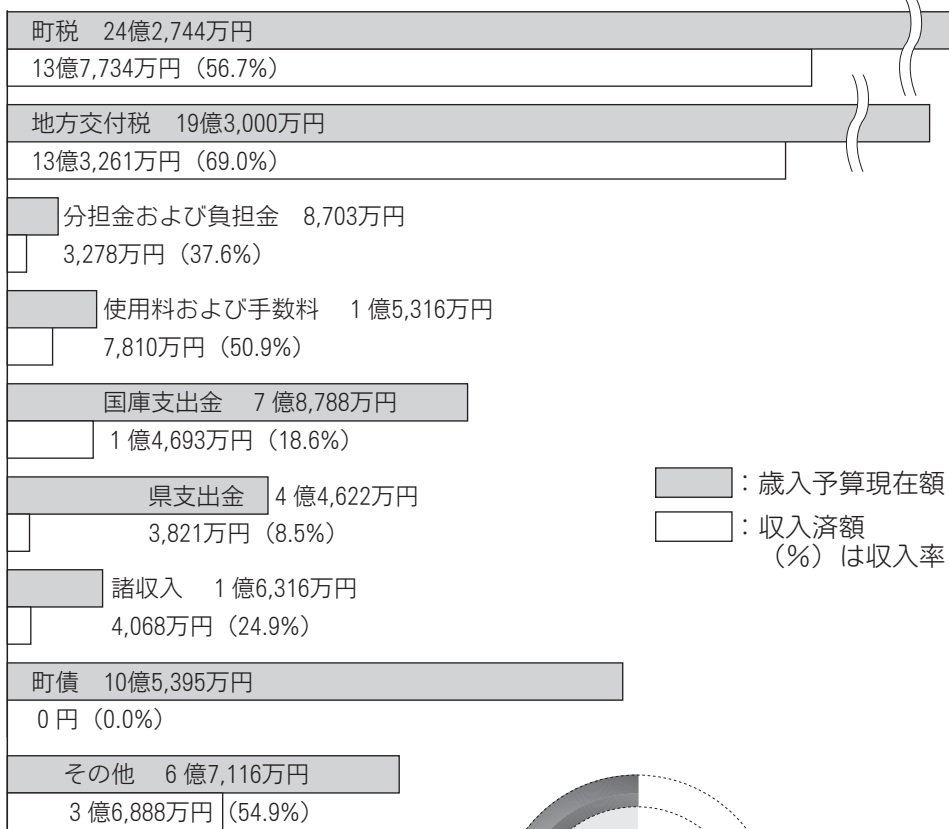 町税　24億2,744万円
13億7,734万円（56.7%）
地方交付税　19億3,000万円
13億3,261万円（69.0%）
分担金および負担金　8,703万円
3,278万円（37.6%）
使用料および手数料　1億5,316万円
7,810万円（50.9%）
国庫支出金　7億8,788万円
1億4,693万円（18.6%）
県支出金　4億4,622万円
3,821万円（8.5%）
：歳入予算現在額
：収入済額
（%）は収入率
諸収入　1億6,316万円
4,068万円（24.9%）
町債　10億5,395万円
0円（0.0%）
その他　6億7,116万円
3億6,888万円（54.9%）